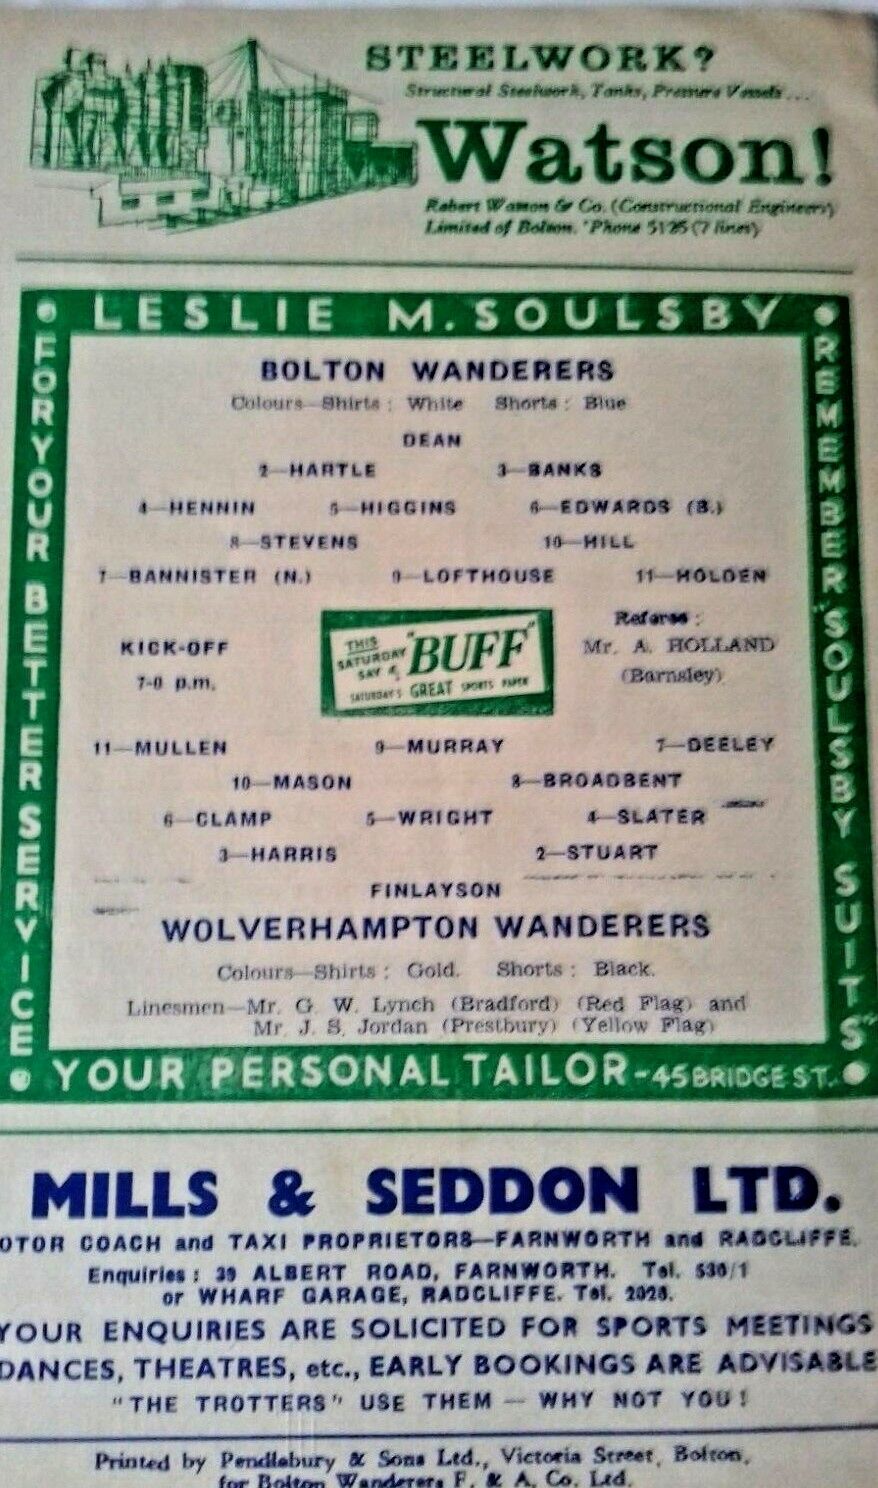 STEELWORK?
Structural Steelwork, Tanks, Pressure Vessels...
Watson!
Robert Watson & Co. (Constructional Engineers)
Limited of Bolton. 'Phone 5125 (7 lines)
LESLIE M. SOULSBY
FOR YOUR BETTER SERVICE
REMEMBER "SOULSBY SUITS"
BOLTON WANDERERS
Colours—Shirts : White Shorts : Blue
DEAN
2—HARTLE 3—BANKS
4—HENNIN 5—HIGGINS 6—EDWARDS (B.)
8—STEVENS 10—HILL
7—BANNISTER (N.) 9—LOFTHOUSE 11—HOLDEN
KICK-OFF
7-0 p.m.
THIS
SATURDAY
SAY
"BUFF"
SATURDAY'S GREAT SPORTS PAPER
Referee :
Mr. A. HOLLAND
(Barnsley)
11—MULLEN 9—MURRAY 7—DEELEY
10—MASON 8—BROADBENT
6—CLAMP 5—WRIGHT 4—SLATER
3—HARRIS 2—STUART
FINLAYSON
WOLVERHAMPTON WANDERERS
Colours—Shirts : Gold. Shorts : Black.
Linesmen—Mr. G. W. Lynch (Bradford) (Red Flag) and
Mr. J. S. Jordan (Prestbury) (Yellow Flag)
YOUR PERSONAL TAILOR-45 BRIDGE ST.
MILLS & SEDDON LTD.
OTOR COACH and TAXI PROPRIETORS—FARNWORTH and RADCLIFFE.
Enquiries : 39 ALBERT ROAD, FARNWORTH. Tel. 530/1
or WHARF GARAGE, RADCLIFFE. Tel. 2028.
YOUR ENQUIRIES ARE SOLICITED FOR SPORTS MEETINGS
DANCES, THEATRES, etc., EARLY BOOKINGS ARE ADVISABLE
"THE TROTTERS" USE THEM — WHY NOT YOU!
Printed by Pendlebury & Sons Ltd., Victoria Street, Bolton,
for Bolton Wanderers F. & A. Co. Ltd.